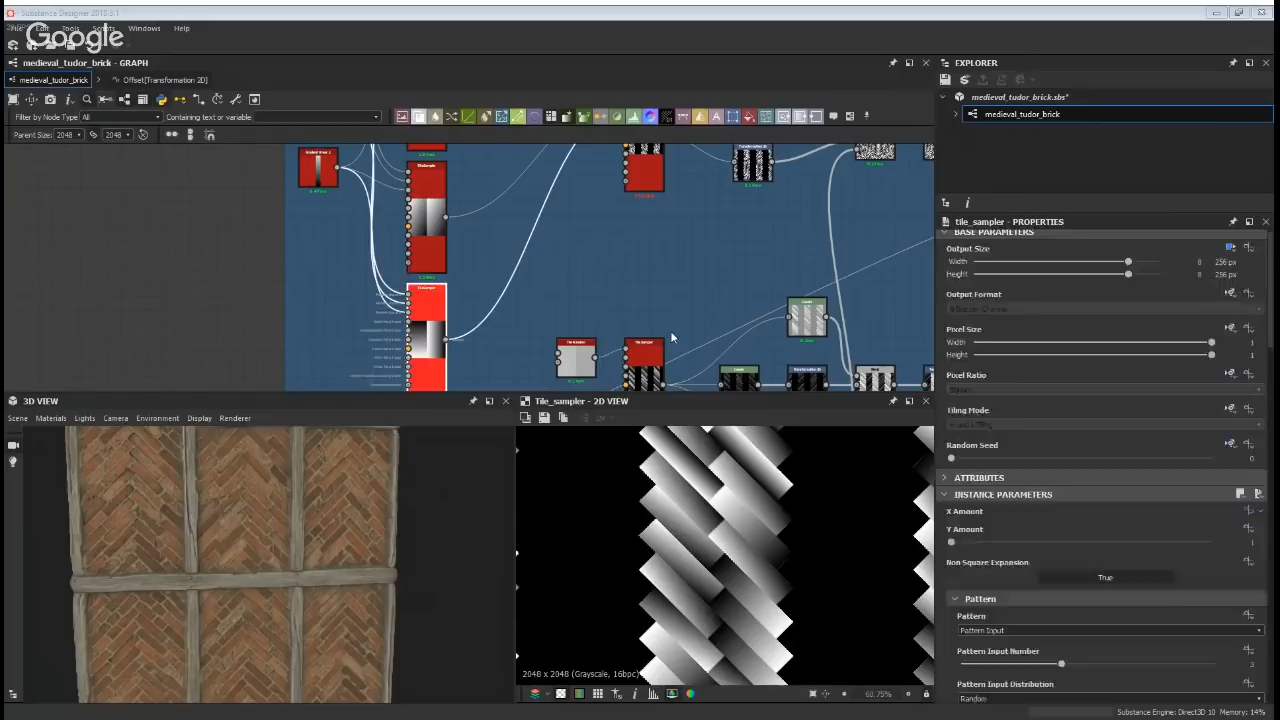 Substance Designer 2018.3.1
File Edit Tools Scripts Windows Help
Google
medieval_tudor_brick - GRAPH
medieval_tudor_brick > Offset[Transformation 2D]
Filter by Node Type All Containing text or variable
Parent Size: 2048 2048
EXPLORER
medieval_tudor_brick.sbs*
medieval_tudor_brick
tile_sampler - PROPERTIES
BASE PARAMETERS
Output Size
Width 8 256 px
Height 8 256 px
Output Format
Pixel Size
Width 1
Height 1
Pixel Ratio
Tiling Mode
Random Seed
0
ATTRIBUTES
INSTANCE PARAMETERS
X Amount
Y Amount
1
Non Square Expansion
True
Pattern
Pattern
Pattern Input
Pattern Input Number
3
Pattern Input Distribution
Random
3D VIEW
Scene Materials Lights Camera Environment Display Renderer
Tile_sampler - 2D VIEW
2048 x 2048 (Grayscale, 16bpc)
60.75%
Substance Engine: Direct3D 10 Memory: 14%